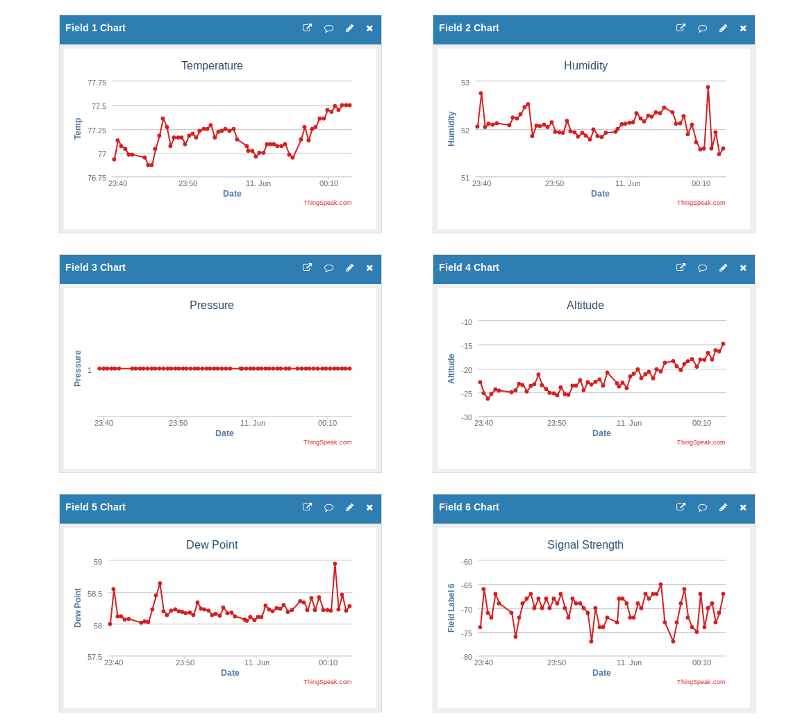 Field 1 Chart
Temperature
77.75
77.5
77.25
77
76.75
Temp
23:40 23:50 11. Jun 00:10
Date
ThingSpeak.com
Field 2 Chart
Humidity
53
52
51
Humidity
23:40 23:50 11. Jun 00:10
Date
ThingSpeak.com
Field 3 Chart
Pressure
1
Pressure
23:40 23:50 11. Jun 00:10
Date
ThingSpeak.com
Field 4 Chart
Altitude
-10
-15
-20
-25
-30
Altitude
23:40 23:50 11. Jun 00:10
Date
ThingSpeak.com
Field 5 Chart
Dew Point
59
58.5
58
57.5
Dew Point
23:40 23:50 11. Jun 00:10
Date
ThingSpeak.com
Field 6 Chart
Signal Strength
-60
-65
-70
-75
-80
Field Label 6
23:40 23:50 11. Jun 00:10
Date
ThingSpeak.com